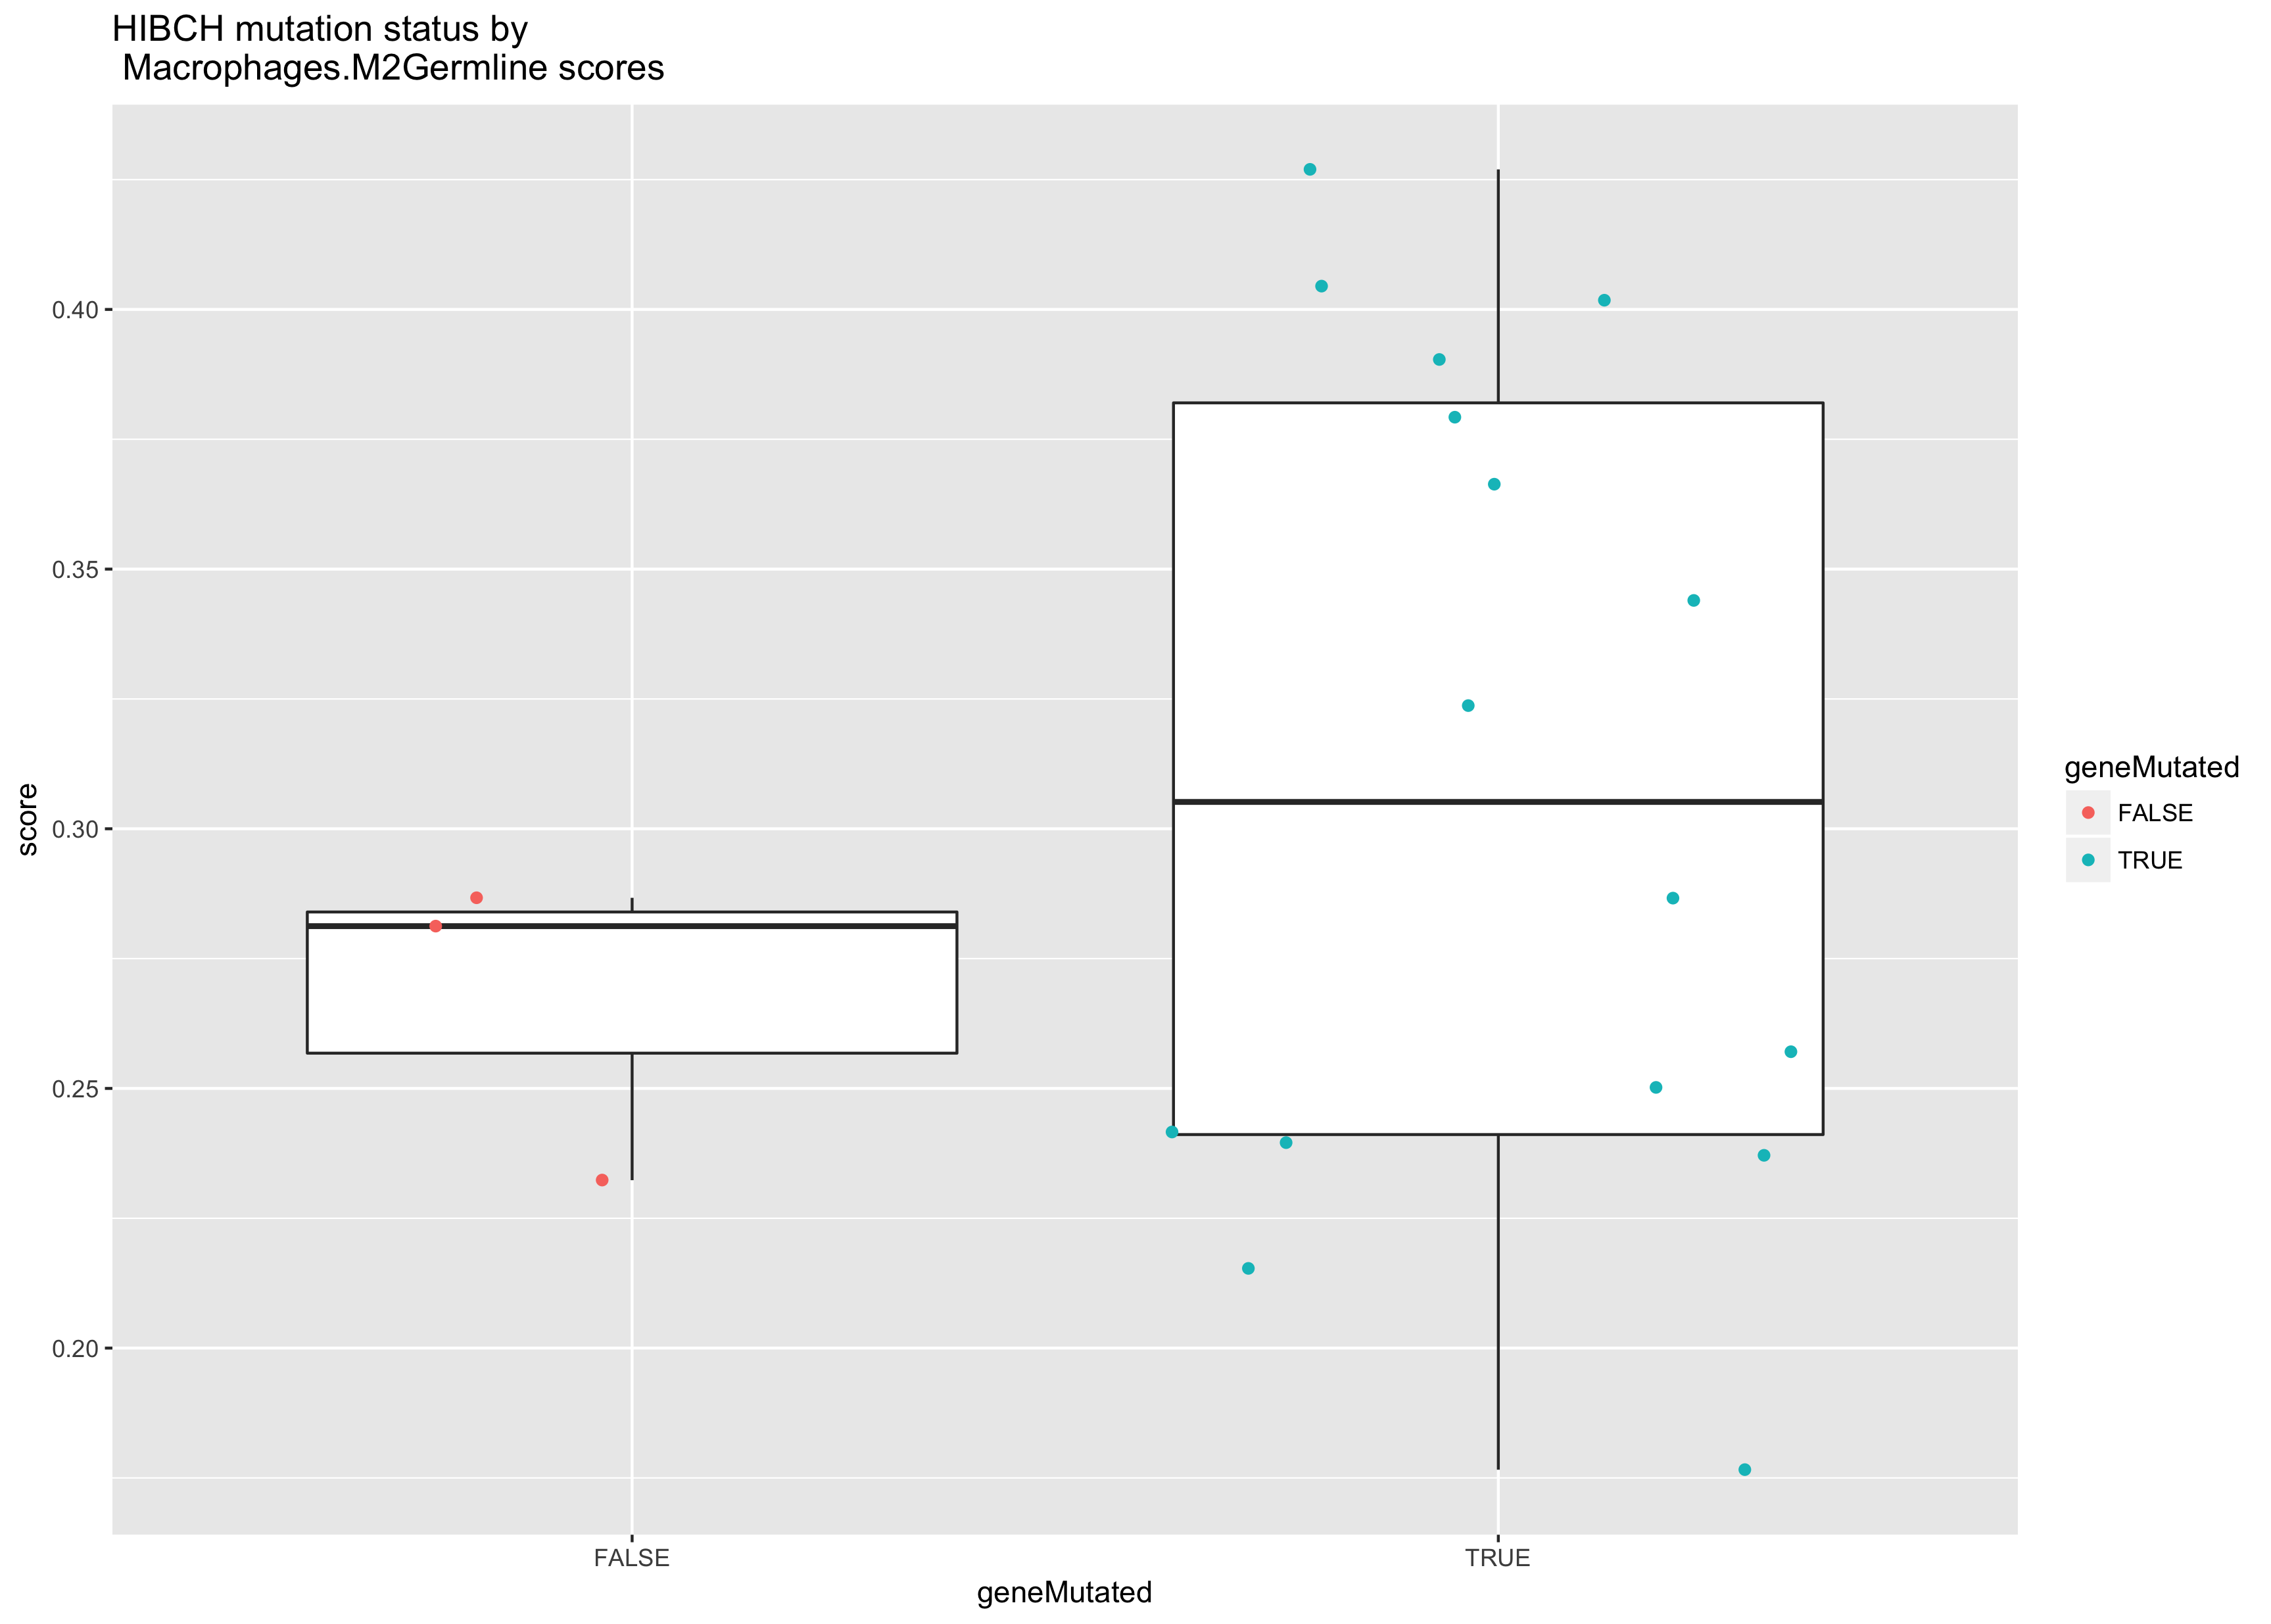 HIBCH mutation status by
Macrophages.M2Germline scores
score
0.40
0.35
0.30
0.25
0.20
FALSE
TRUE
geneMutated
geneMutated
FALSE
TRUE